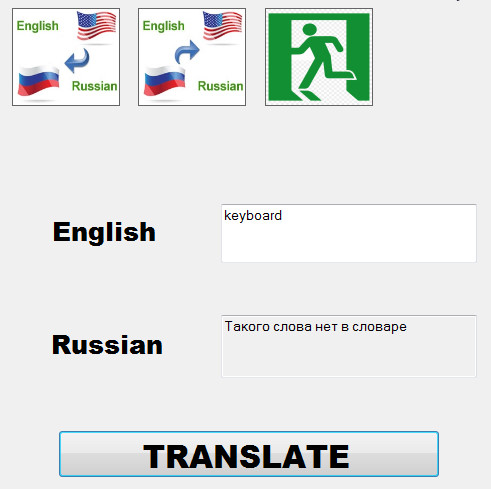 English
Russian
English
Russian
English
keyboard
Russian
Такого слова нет в словаре
TRANSLATE